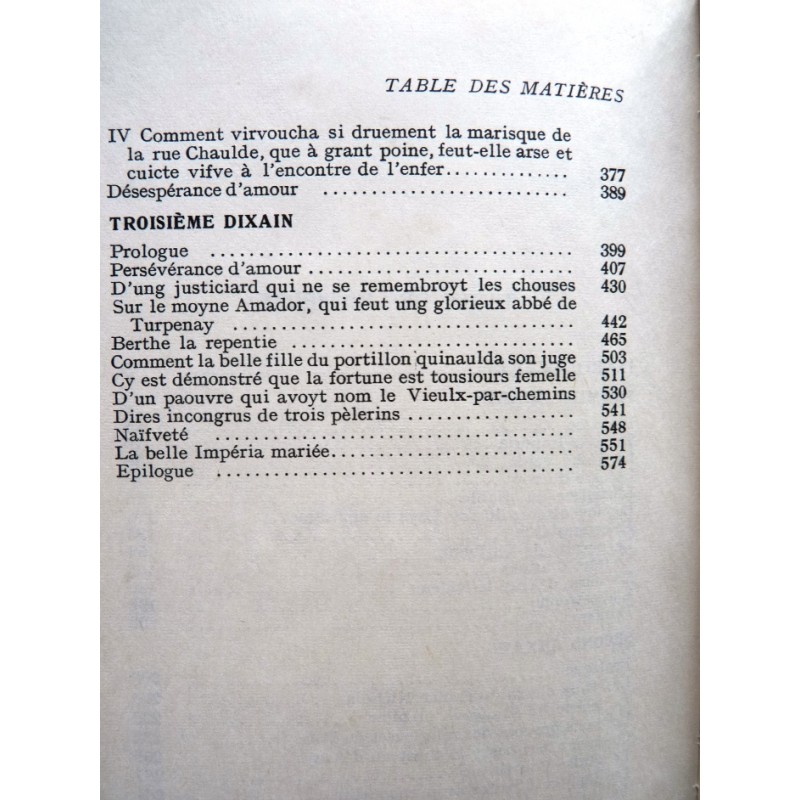 TABLE DES MATIÈRES
IV Comment virvoucha si druement la marisque de
la rue Chaulde, que à grant poine, feut-elle arse et
cuicte vifve à l'encontre de l'enfer.............. 377
Désespérance d'amour ........................ 389
TROISIÈME DIXAIN
Prologue .................................... 399
Persévérance d'amour .......................... 407
D'ung justiciard qui ne se remembroyt les chouses 430
Sur le moyne Amador, qui feut ung glorieux abbé de
Turpenay .................................. 442
Berthe la repentie ............................ 465
Comment la belle fille du portillon quinaulda son juge 503
Cy est démonstré que la fortune est tousiours femelle 511
D'un paouvre qui avoyt nom le Vieulx-par-chemins 530
Dires incongrus de trois pèlerins ................. 541
Naïfveté .................................... 548
La belle Impéria mariée......................... 551
Epilogue .................................... 574